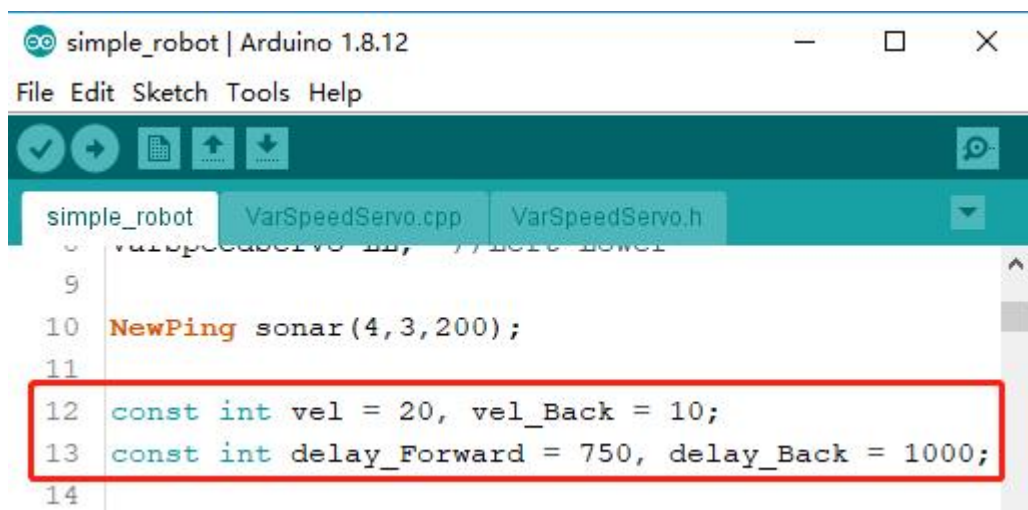 simple_robot | Arduino 1.8.12
File Edit Sketch Tools Help
simple_robot VarSpeedServo.cpp VarSpeedServo.h
9
10 NewPing sonar(4,3,200);
11
12 const int vel = 20, vel_Back = 10;
13 const int delay_Forward = 750, delay_Back = 1000;
14